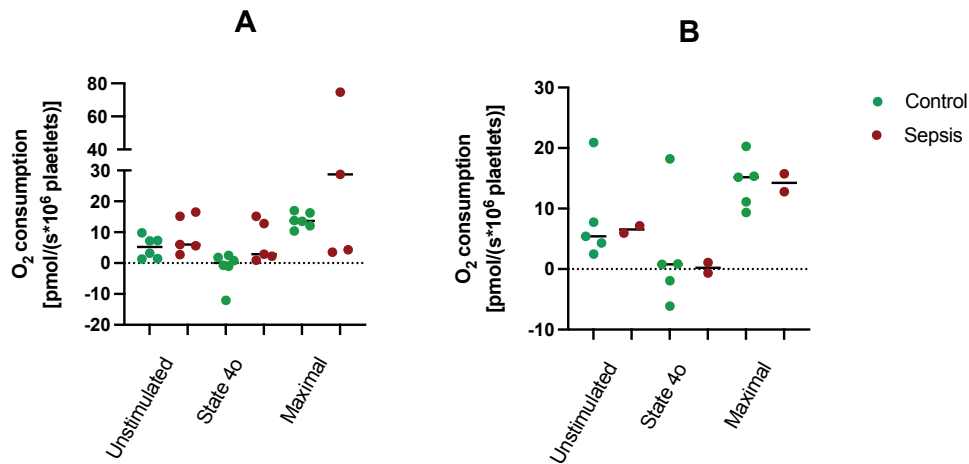 A
O2 consumption
[pmol/(s*10^6 plaetlets)]
80
60
40
30
20
10
0
-10
-20
Unstimulated
State 4o
Maximal
B
O2 consumption
[pmol/(s*10^6 plaetlets)]
30
20
10
0
-10
Unstimulated
State 4o
Maximal
Control
Sepsis